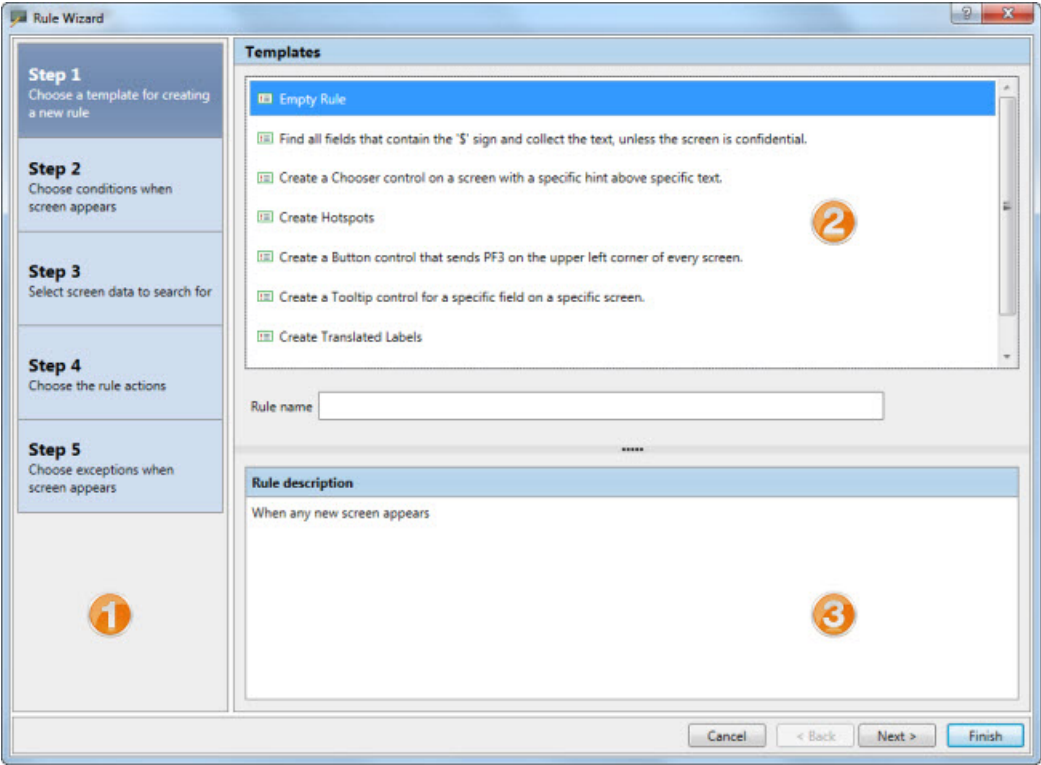 Rule Wizard
?
Step 1
Choose a template for creating
a new rule
Step 2
Choose conditions when
screen appears
Step 3
Select screen data to search for
Step 4
Choose the rule actions
Step 5
Choose exceptions when
screen appears
1
Templates
Empty Rule
Find all fields that contain the '$' sign and collect the text, unless the screen is confidential.
Create a Chooser control on a screen with a specific hint above specific text.
Create Hotspots
Create a Button control that sends PF3 on the upper left corner of every screen.
Create a Tooltip control for a specific field on a specific screen.
Create Translated Labels
2
Rule name
Rule description
When any new screen appears
3
Cancel
< Back
Next >
Finish